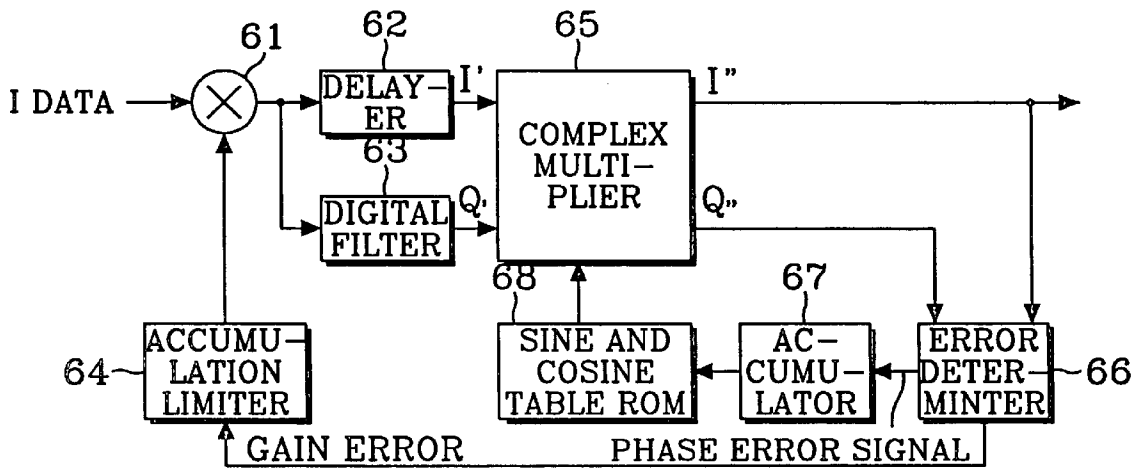 61
62
65
I DATA
DELAY-
ER
I'
I"
COMPLEX
MULTI-
PLIER
63
DIGITAL
FILTER
Q'
Q"
64
ACCUMU-
LATION
LIMITER
68
SINE AND
COSINE
TABLE ROM
67
AC-
CUMU-
LATOR
ERROR
DETER-
MINTER
66
GAIN ERROR
PHASE ERROR SIGNAL